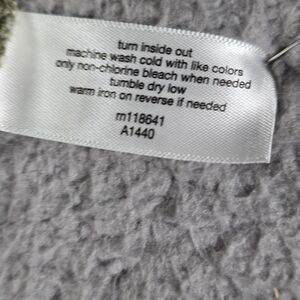 turn inside out
machine wash cold with like colors
only non-chlorine bleach when needed
tumble dry low
warm iron on reverse if needed
rn118641
A1440